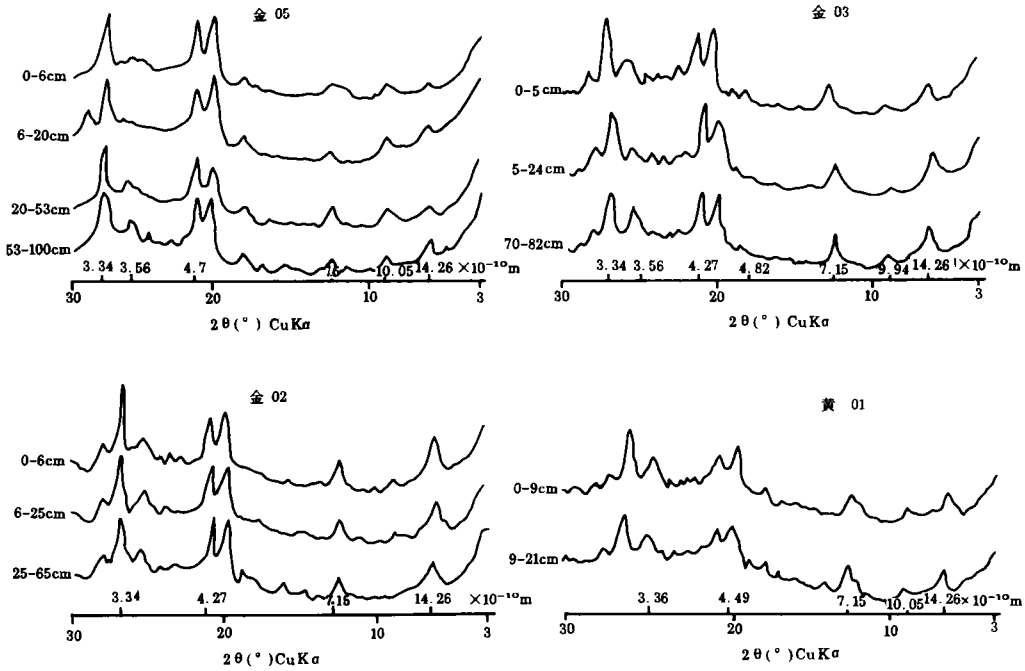 金 05
0-6cm
6-20cm
20-53cm
53-100cm
3.34 3.56 4.7 10.05 14.26 ×10⁻¹⁰m
30 20 10 3
2θ(°) CuKα
金 03
0-5cm
5-24cm
70-82cm
3.34 3.56 4.27 4.82 7.15 9.94 14.26 ×10⁻¹⁰m
30 20 10 3
2θ(°) CuKα
金 02
0-6cm
6-25cm
25-65cm
3.34 4.27 7.15 14.26 ×10⁻¹⁰m
30 20 10 3
2θ(°)CuKα
黄 01
0-9cm
9-21cm
3.36 4.49 7.15 10.05 14.26×10⁻¹⁰m
30 20 10 3
2θ(°)CuKα